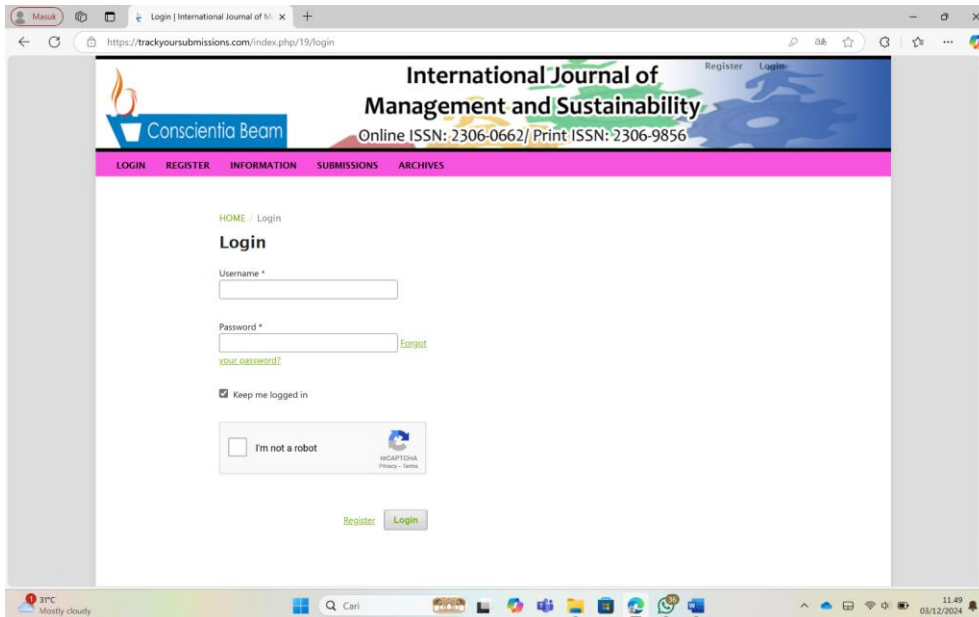 Masuk
Login | International Journal of M
https://trackyoursubmissions.com/index.php/19/login
Register Login
International Journal of
Management and Sustainability
Online ISSN: 2306-0662/ Print ISSN: 2306-9856
Conscientia Beam
LOGIN REGISTER INFORMATION SUBMISSIONS ARCHIVES
HOME / Login
Login
Username *
Password *
Forgot
your password?
Keep me logged in
I'm not a robot
reCAPTCHA
Privacy - Terms
Register Login
1
31°C
Mostly cloudy
Cari
36
11.49
03/12/2024